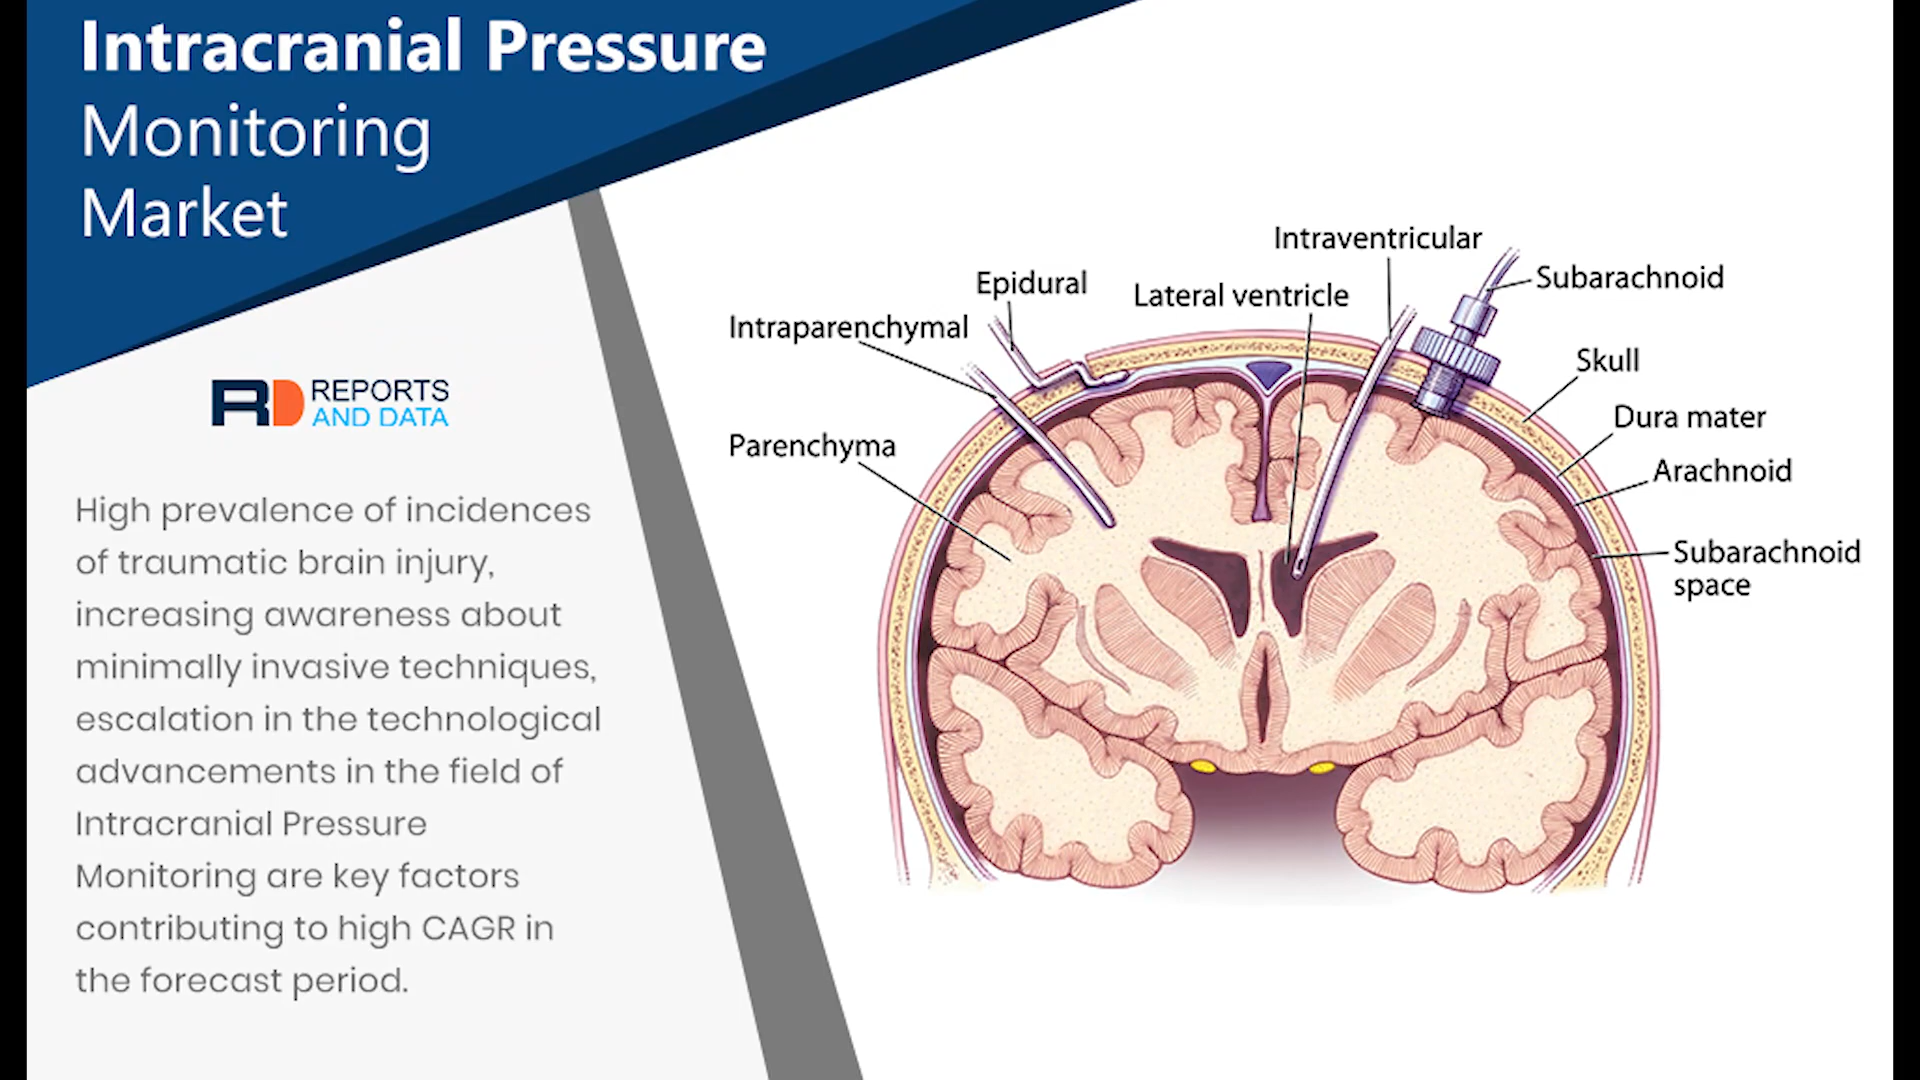 Intracranial Pressure
Monitoring
Market
REPORTS
AND DATA
High prevalence of incidences
of traumatic brain injury,
increasing awareness about
minimally invasive techniques,
escalation in the technological
advancements in the field of
Intracranial Pressure
Monitoring are key factors
contributing to high CAGR in
the forecast period.
Intraventricular
Subarachnoid
Epidural
Lateral ventricle
Intraparenchymal
Skull
Dura mater
Parenchyma
Arachnoid
Subarachnoid
space